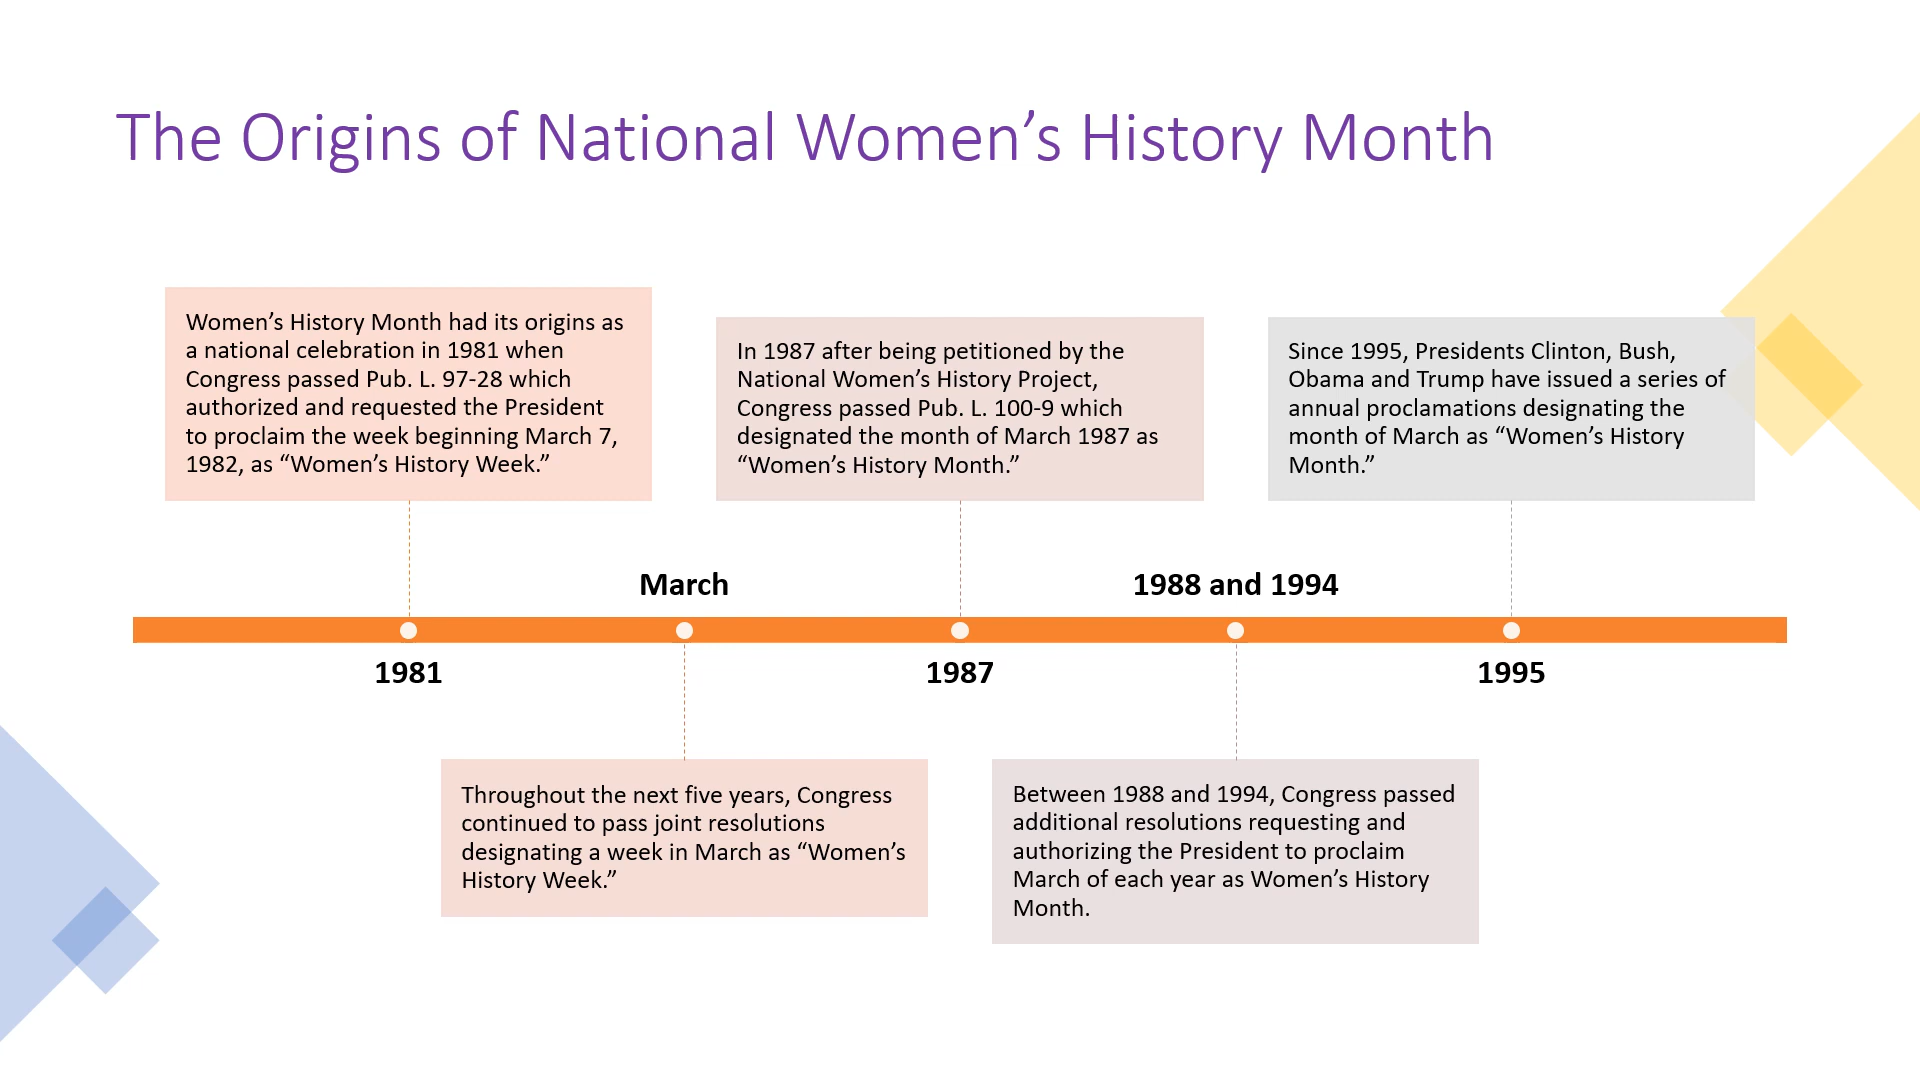 The Origins of National Women’s History Month
Women’s History Month had its origins as
a national celebration in 1981 when
Congress passed Pub. L. 97-28 which
authorized and requested the President
to proclaim the week beginning March 7,
1982, as “Women’s History Week.”
In 1987 after being petitioned by the
National Women’s History Project,
Congress passed Pub. L. 100-9 which
designated the month of March 1987 as
“Women’s History Month.”
Since 1995, Presidents Clinton, Bush,
Obama and Trump have issued a series of
annual proclamations designating the
month of March as “Women’s History
Month.”
March
1988 and 1994
1981
1987
1995
Throughout the next five years, Congress
continued to pass joint resolutions
designating a week in March as “Women’s
History Week.”
Between 1988 and 1994, Congress passed
additional resolutions requesting and
authorizing the President to proclaim
March of each year as Women’s History
Month.